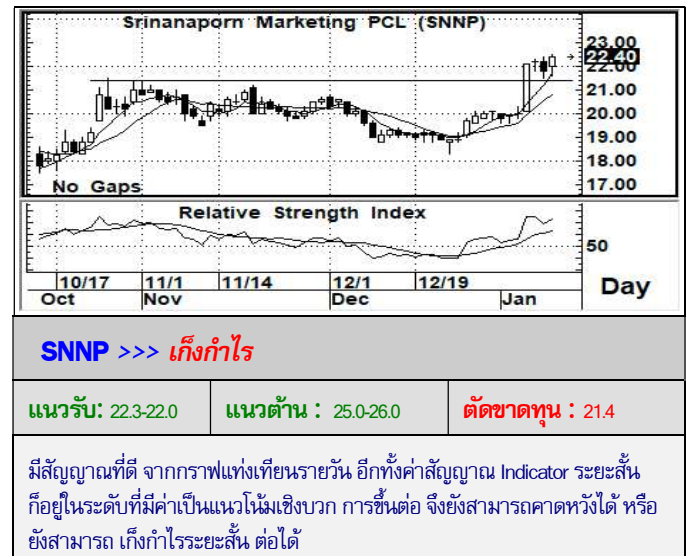 Srinanaporn Marketing PCL (SNNP)
23.00
22.40
22.00
21.00
20.00
19.00
18.00
17.00
No Gaps
Relative Strength Index
50
10/17 11/1 11/14 12/1 12/19
Oct Nov Dec Jan
Day
SNNP >>> เก็งกำไร
แนวรับ: 22.3-22.0 แนวต้าน : 25.0-26.0 ตัดขาดทุน : 21.4
มีสัญญาณที่ดี จากกราฟแท่งเทียนรายวัน อีกทั้งค่าสัญญาณ Indicator ระยะสั้น
ก็อยู่ในระดับที่มีค่าเป็นแนวโน้มเชิงบวก การขึ้นต่อ จึงยังสามารถคาดหวังได้ หรือ
ยังสามารถ เก็งกำไรระยะสั้น ต่อได้